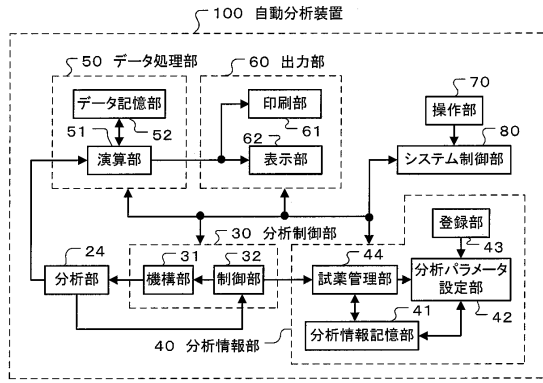 100 自動分析装置
50 データ処理部
60 出力部
データ記憶部
51
52
演算部
印刷部
62
61
表示部
70
操作部
80
システム制御部
30 分析制御部
登録部
24
31
32
44
43
分析部
機構部
制御部
試薬管理部
分析パラメータ
設定部
41
42
40 分析情報部
分析情報記憶部